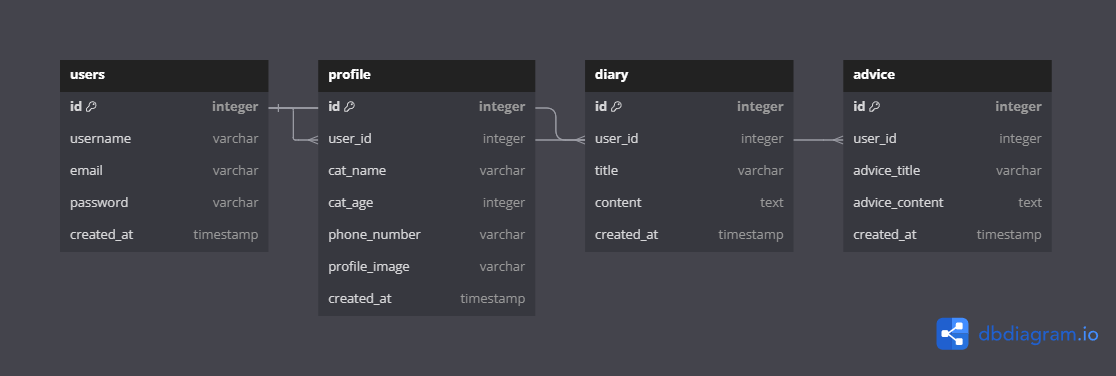 users
id integer
username varchar
email varchar
password varchar
created_at timestamp
profile
id integer
user_id integer
cat_name varchar
cat_age integer
phone_number varchar
profile_image varchar
created_at timestamp
diary
id integer
user_id integer
title varchar
content text
created_at timestamp
advice
id integer
user_id integer
advice_title varchar
advice_content text
created_at timestamp
dbdiagram.io